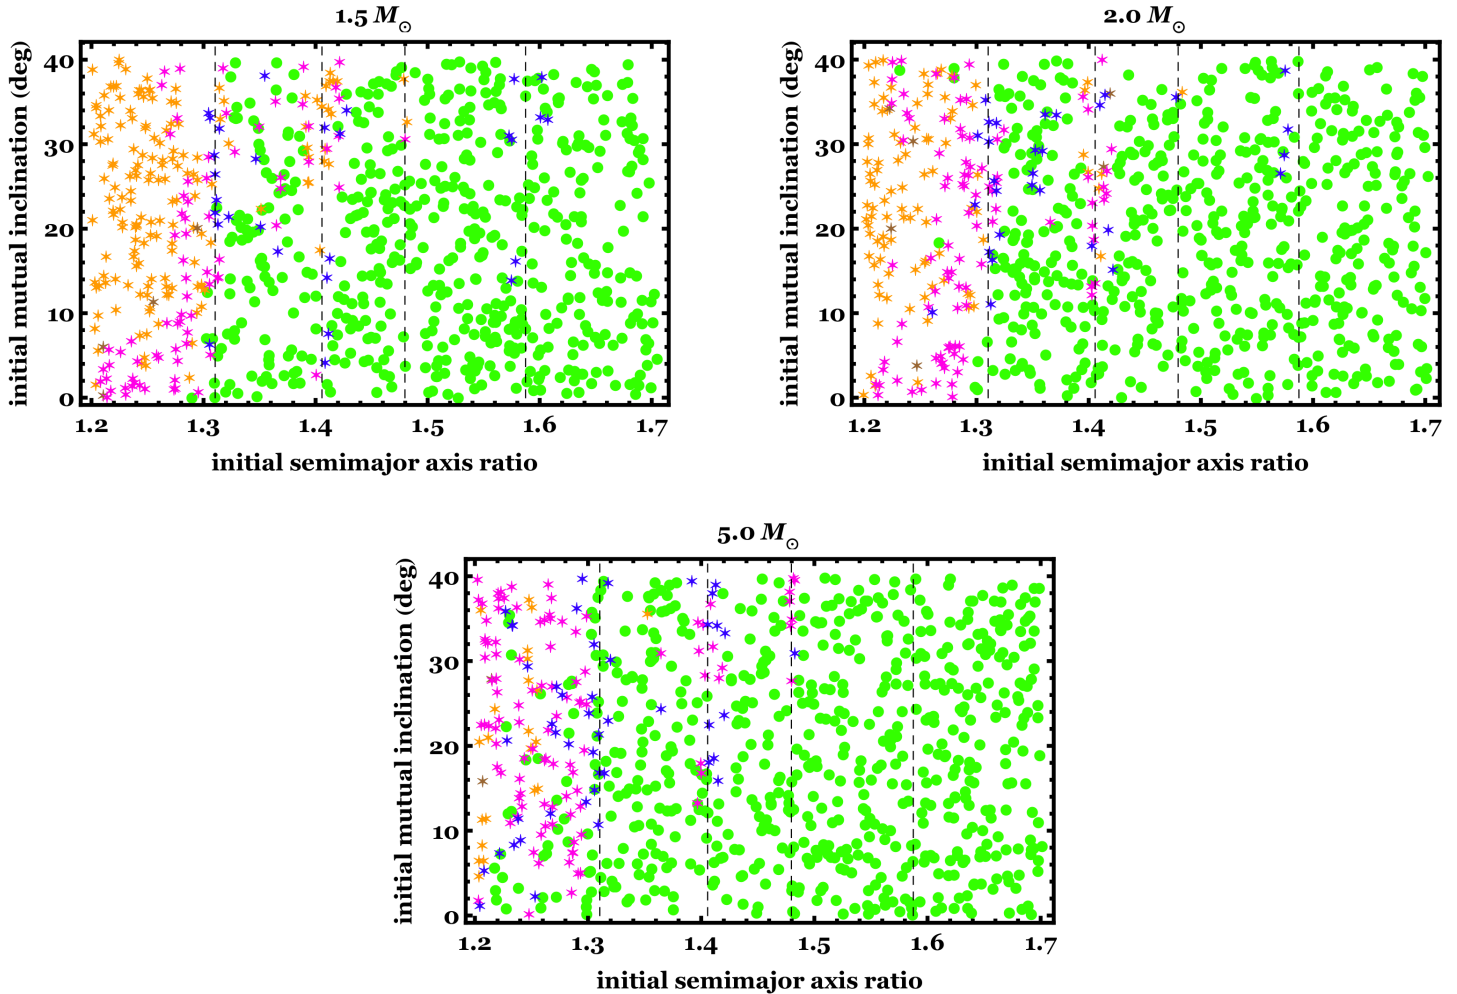 1.5 M☉
initial mutual inclination (deg)
40
30
20
10
0
1.2 1.3 1.4 1.5 1.6 1.7
initial semimajor axis ratio
2.0 M☉
initial mutual inclination (deg)
40
30
20
10
0
1.2 1.3 1.4 1.5 1.6 1.7
initial semimajor axis ratio
5.0 M☉
initial mutual inclination (deg)
40
30
20
10
0
1.2 1.3 1.4 1.5 1.6 1.7
initial semimajor axis ratio